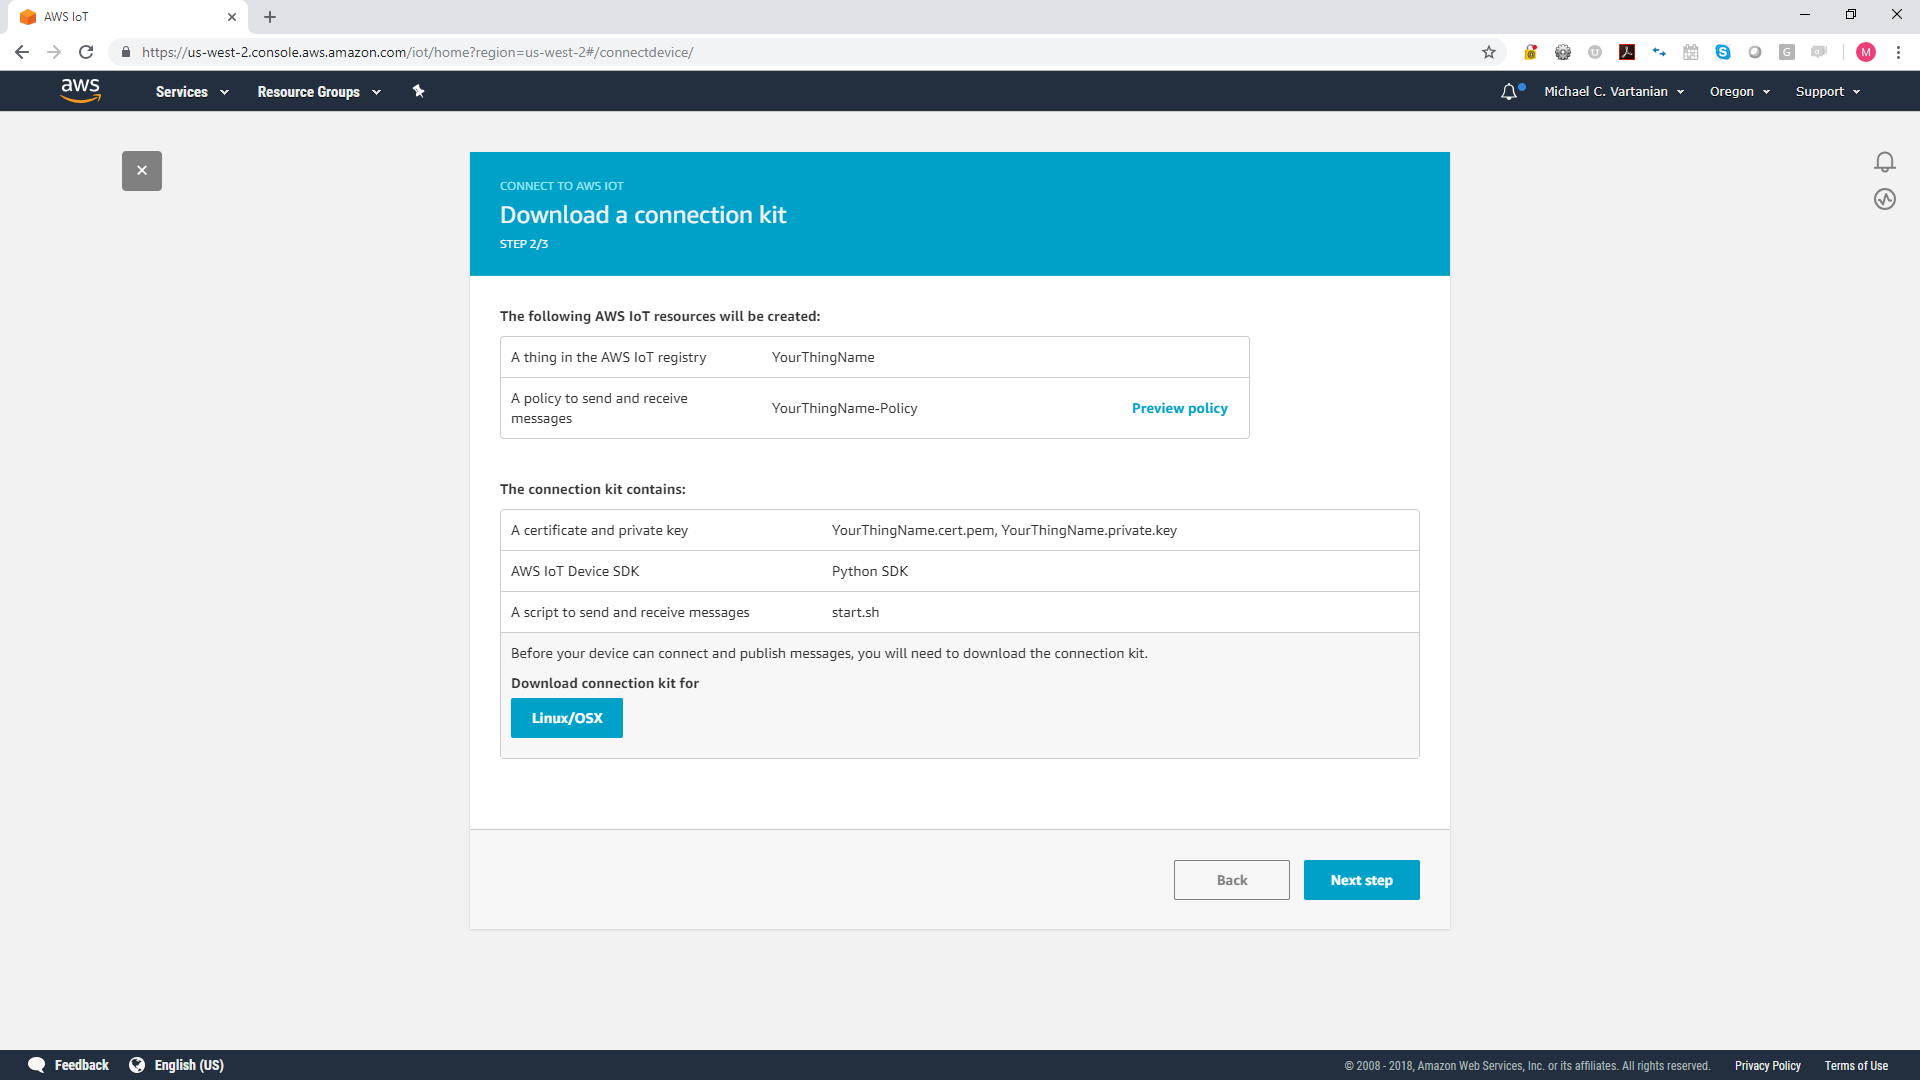 AWS IoT
https://us-west-2.console.aws.amazon.com/iot/home?region=us-west-2#/connectdevice/
M
aws
Services
Resource Groups
Michael C. Vartanian
Oregon
Support
CONNECT TO AWS IOT
Download a connection kit
STEP 2/3
The following AWS IoT resources will be created:
A thing in the AWS IoT registry YourThingName
A policy to send and receive messages YourThingName-Policy Preview policy
The connection kit contains:
A certificate and private key YourThingName.cert.pem, YourThingName.private.key
AWS IoT Device SDK Python SDK
A script to send and receive messages start.sh
Before your device can connect and publish messages, you will need to download the connection kit.
Download connection kit for
Linux/OSX
Back
Next step
Feedback
English (US)
© 2008 - 2018, Amazon Web Services, Inc. or its affiliates. All rights reserved.
Privacy Policy
Terms of Use